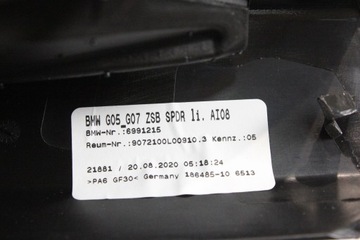 BMW G05_G07 ZSB SPDR li. AI08
BMW-Nr.:6991215
Reum-Nr.:9072100L00910.3 Kennz.:05
21881 / 20.08.2020 05:18:24
>PA6 GF30< Germany 186485-10 6513